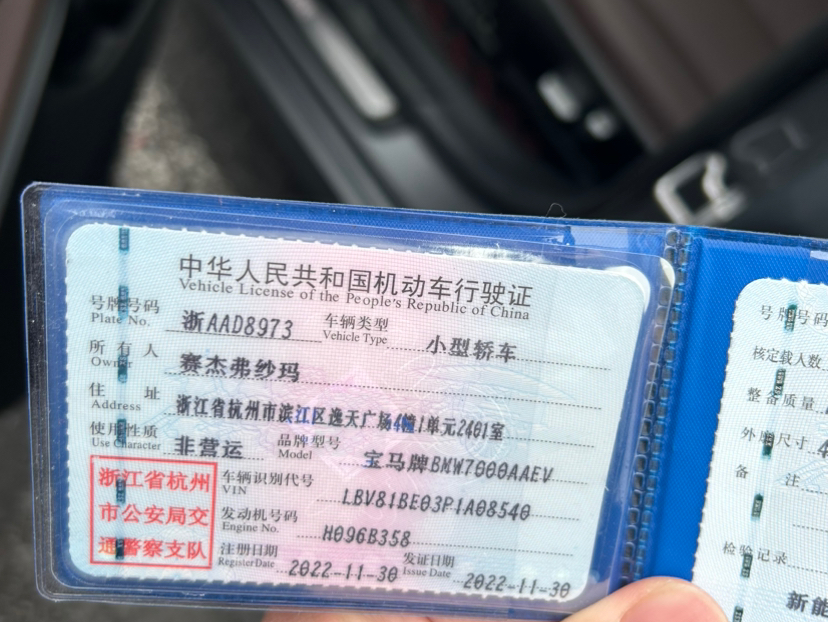 中华人民共和国机动车行驶证
Vehicle License of the People's Republic of China
号牌号码 浙AAD8973 车辆类型 小型轿车
Plate No. Vehicle Type
所有人 赛杰弗纱玛
Owner
住址 浙江省杭州市滨江区逸天广场4幢1单元2401室
Address
使用性质 非营运 品牌型号 宝马牌BMW7000AAEV
Use Character Model
浙江省杭州
市公安局交
通警察支队
车辆识别代号 LBV81BE03P1A08540
VIN
发动机号码 H096B358
Engine No.
注册日期 2022-11-30 发证日期 2022-11-30
Register Date Issue Date
号牌号码
核定载人数
整备质量
外廓尺寸 4
备注
检验记录
新能